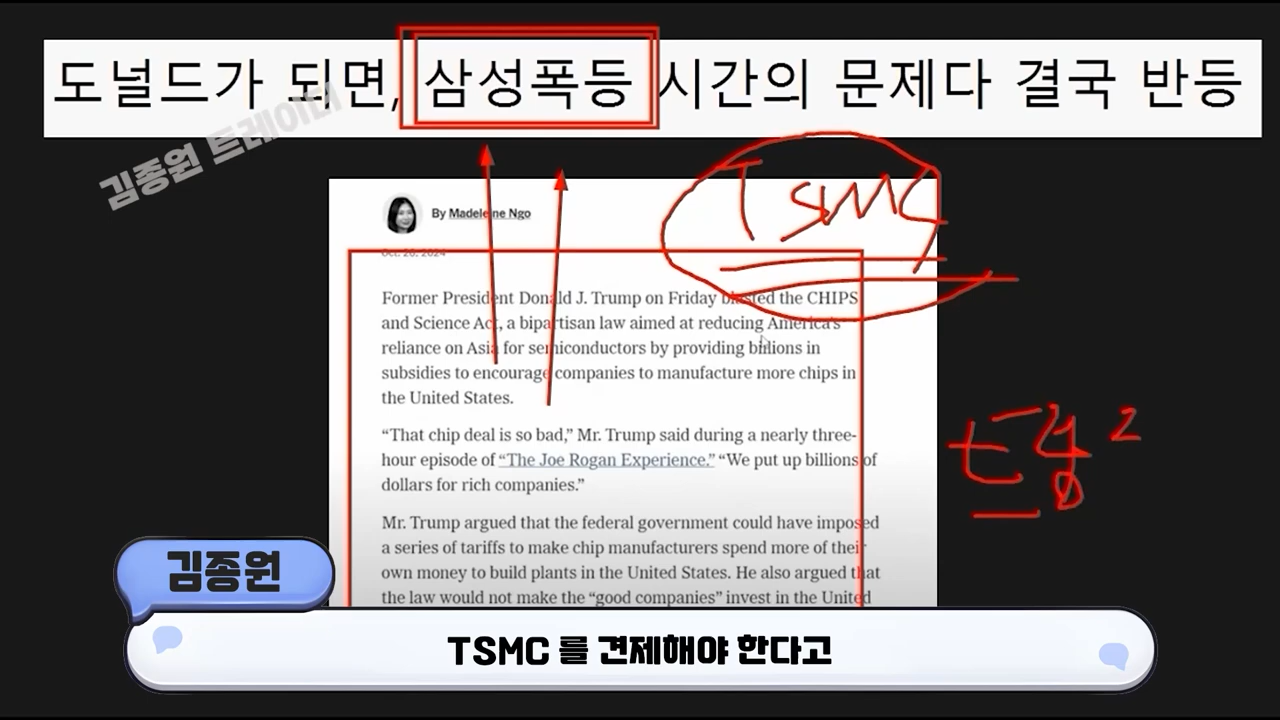 도널드가 되면, 삼성폭등 시간의 문제다 결국 반등
김종원 트레이더
TSMC
By Madeleine Ngo
Oct. 26, 2024
Former President Donald J. Trump on Friday blasted the CHIPS
and Science Act, a bipartisan law aimed at reducing America's
reliance on Asia for semiconductors by providing billions in
subsidies to encourage companies to manufacture more chips in
the United States.
“That chip deal is so bad,” Mr. Trump said during a nearly three-
hour episode of “The Joe Rogan Experience.” “We put up billions of
dollars for rich companies.”
Mr. Trump argued that the federal government could have imposed
a series of tariffs to make chip manufacturers spend more of their
own money to build plants in the United States. He also argued that
the law would not make the “good companies” invest in the United
김종원
TSMC 를 견제해야 한다고